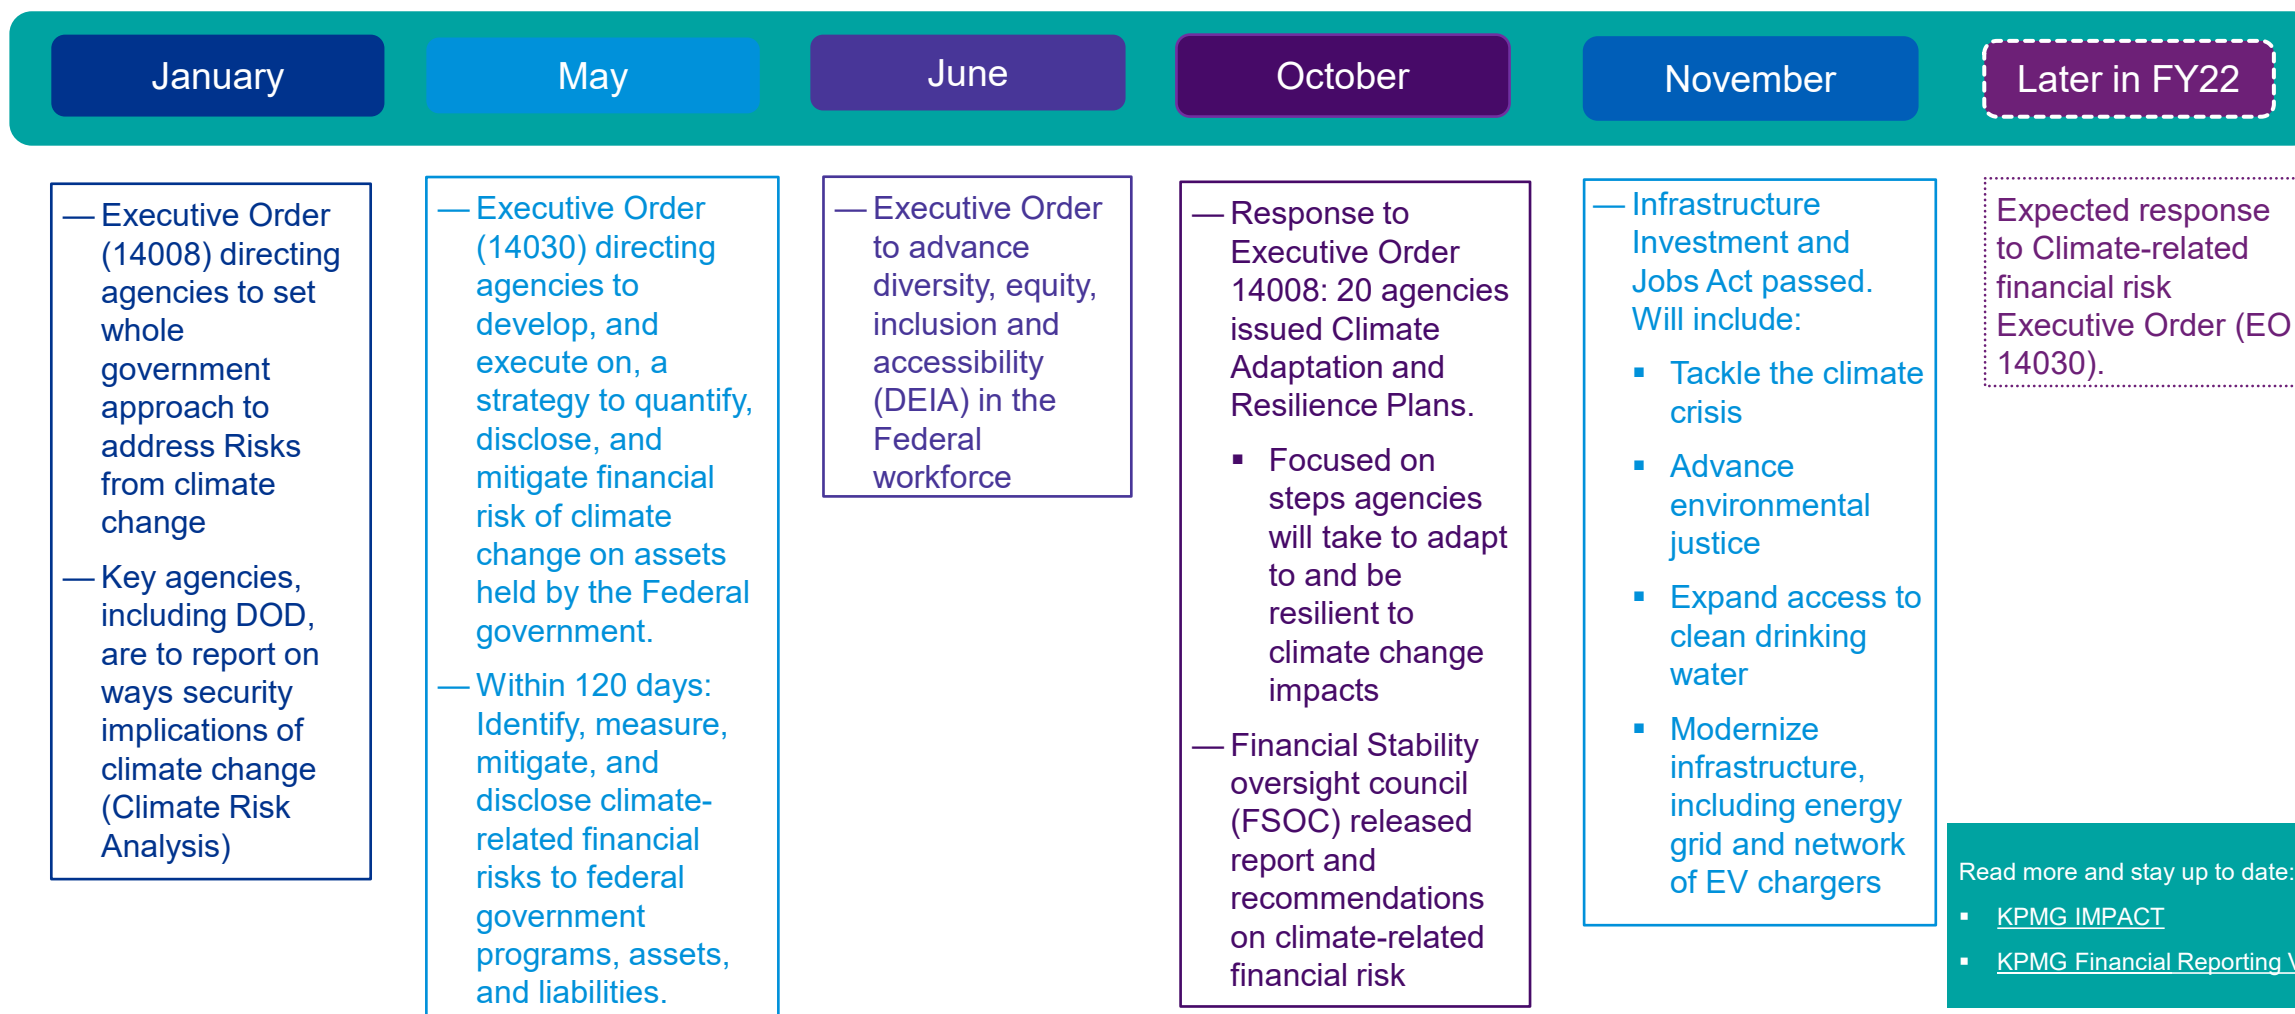 January
May
June
October
November
Later in FY22
— Executive Order
(14008) directing
agencies to set
whole
government
approach to
address Risks
from climate
change
— Key agencies,
including DOD,
are to report on
ways security
implications of
climate change
(Climate Risk
Analysis)
— Executive Order
(14030) directing
agencies to
develop, and
execute on, a
strategy to quantify,
disclose, and
mitigate financial
risk of climate
change on assets
held by the Federal
government.
— Within 120 days:
Identify, measure,
mitigate, and
disclose climate-
related financial
risks to federal
government
programs, assets,
and liabilities.
— Executive Order
to advance
diversity, equity,
inclusion and
accessibility
(DEIA) in the
Federal
workforce
— Response to
Executive Order
14008: 20 agencies
issued Climate
Adaptation and
Resilience Plans.
▪ Focused on
steps agencies
will take to adapt
to and be
resilient to
climate change
impacts
— Financial Stability
oversight council
(FSOC) released
report and
recommendations
on climate-related
financial risk
— Infrastructure
Investment and
Jobs Act passed.
Will include:
▪ Tackle the climate
crisis
▪ Advance
environmental
justice
▪ Expand access to
clean drinking
water
▪ Modernize
infrastructure,
including energy
grid and network
of EV chargers
Expected response
to Climate-related
financial risk
Executive Order (EO
14030).
Read more and stay up to date:
▪ KPMG IMPACT
▪ KPMG Financial Reporting